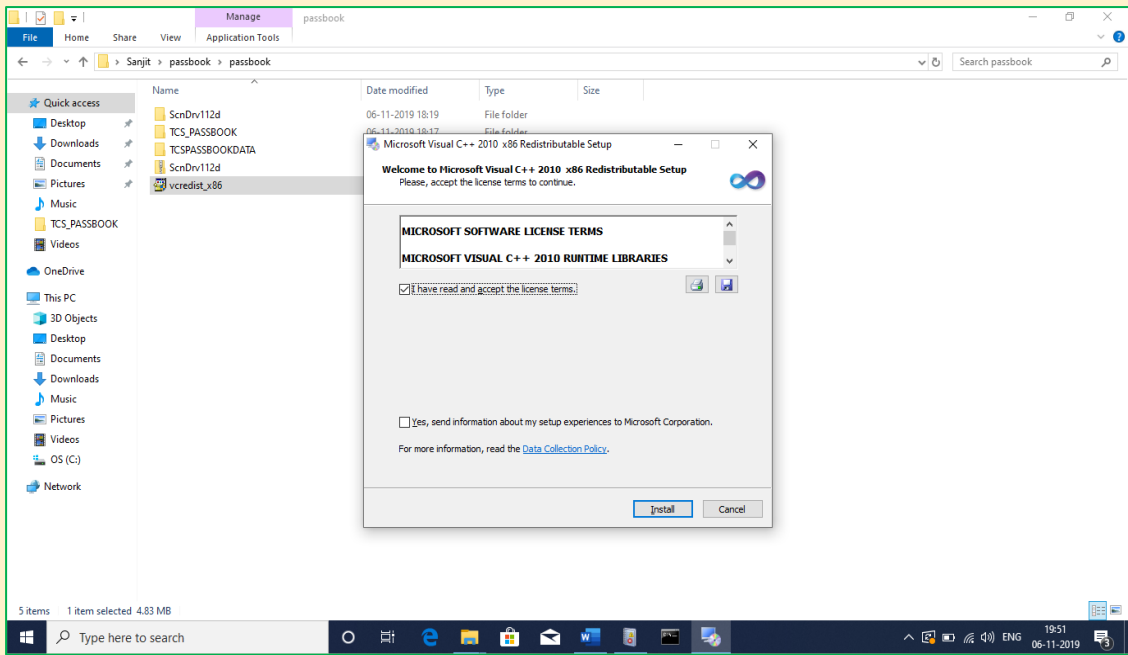 Manage passbook
File Home Share View Application Tools
Sanjit > passbook > passbook Search passbook
Name Date modified Type Size
Quick access
Desktop
Downloads
Documents
Pictures
Music
TCS_PASSBOOK
Videos
OneDrive
This PC
3D Objects
Desktop
Documents
Downloads
Music
Pictures
Videos
OS (C:)
Network
ScnDrv112d 06-11-2019 18:19 File folder
TCS_PASSBOOK 06-11-2019 18:17 File folder
TCSPASSBOOKDATA
ScnDrv112d
vcredist_x86
Microsoft Visual C++ 2010 x86 Redistributable Setup
Welcome to Microsoft Visual C++ 2010 x86 Redistributable Setup
Please, accept the license terms to continue.
MICROSOFT SOFTWARE LICENSE TERMS
MICROSOFT VISUAL C++ 2010 RUNTIME LIBRARIES
I have read and accept the license terms.
Yes, send information about my setup experiences to Microsoft Corporation.
For more information, read the Data Collection Policy.
Install Cancel
5 items 1 item selected 4.83 MB
Type here to search
ENG
19:51
06-11-2019
3